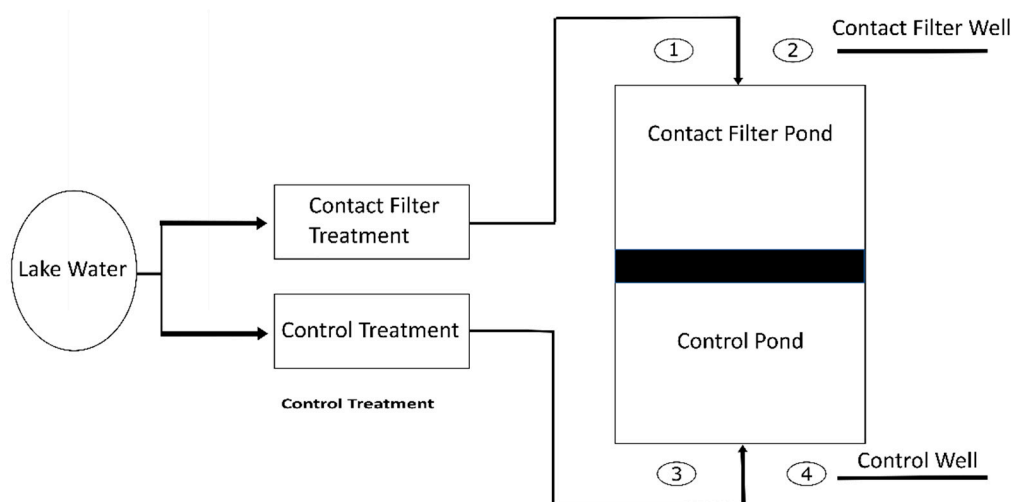 1
2
Contact Filter Well
Contact Filter Pond
Contact Filter
Treatment
Lake Water
Control Treatment
Control Pond
Control Treatment
3
4
Control Well